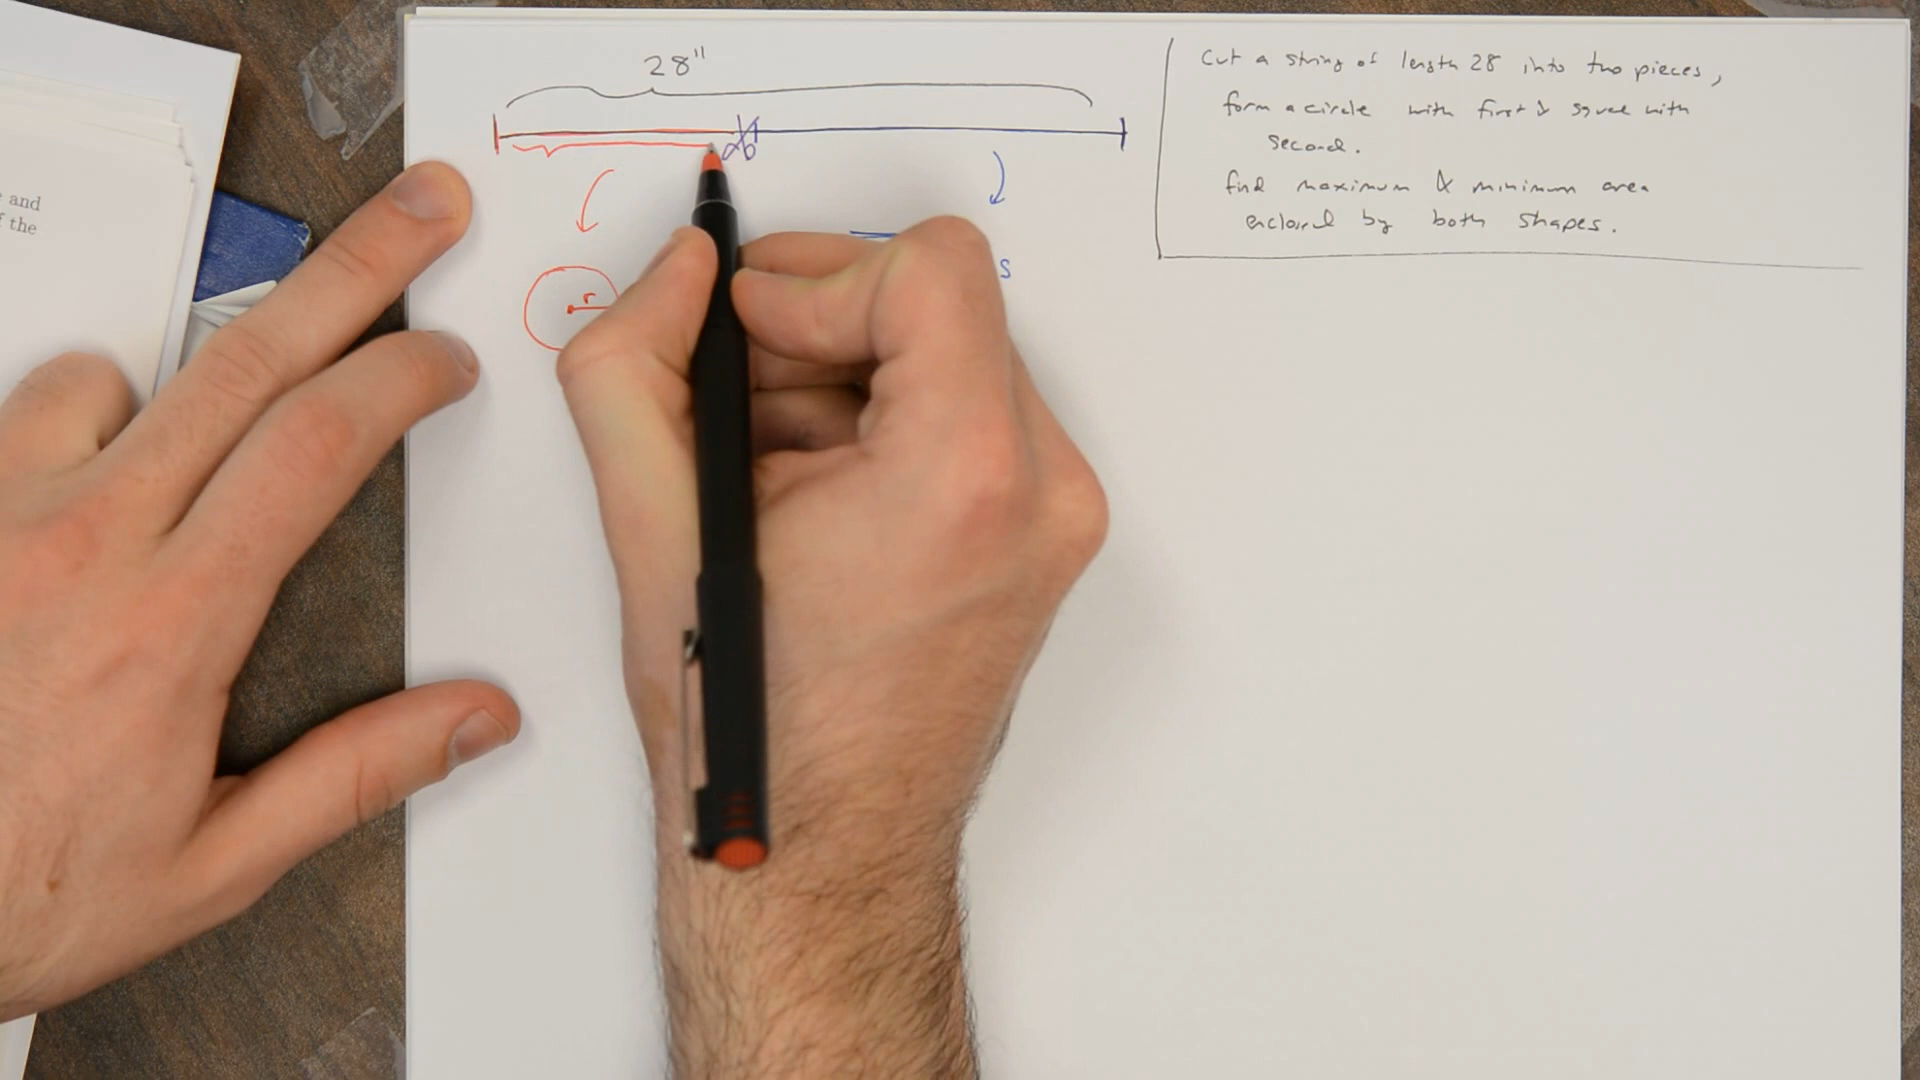 and
f the
28"
r
s
Cut a string of length 28 into two pieces,
form a circle with first & square with
second.
find maximum & minimum area
enclosed by both shapes.